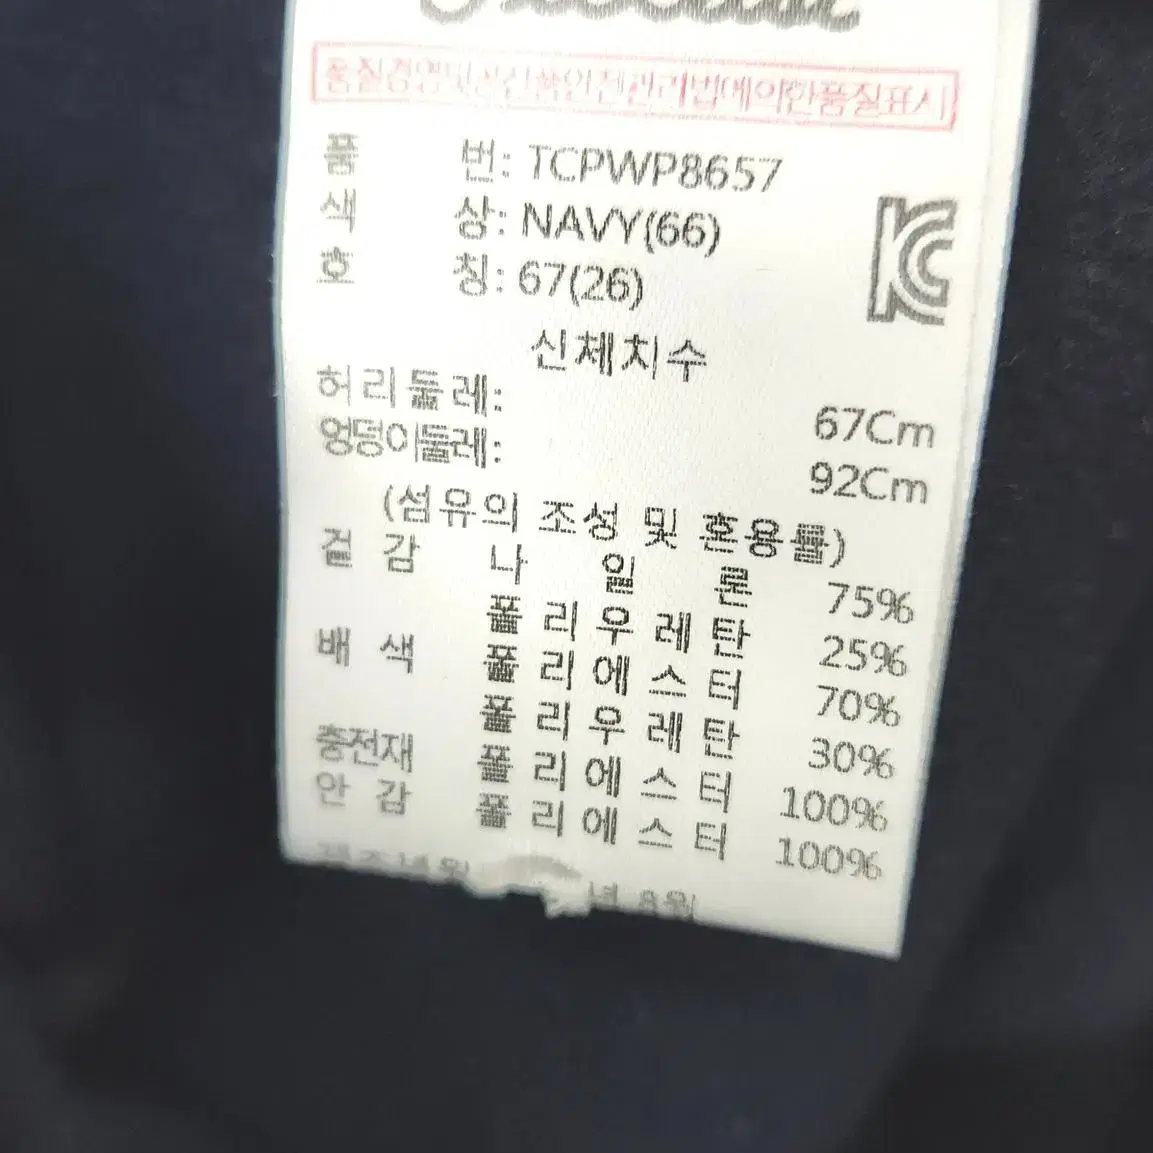 품질경영및공산품안전관리법에의한품질표시
품 번: TCPWP8657
색 상: NAVY(66)
호 칭: 67(26)
신체치수
허리둘레: 67Cm
엉덩이둘레: 92Cm
(섬유의 조성 및 혼용률)
겉 감 나 일 론 75%
폴 리 우 레 탄 25%
배 색 폴 리 에 스 터 70%
폴 리 우 레 탄 30%
충전재 폴 리 에 스 터 100%
안 감 폴 리 에 스 터 100%
년 8월